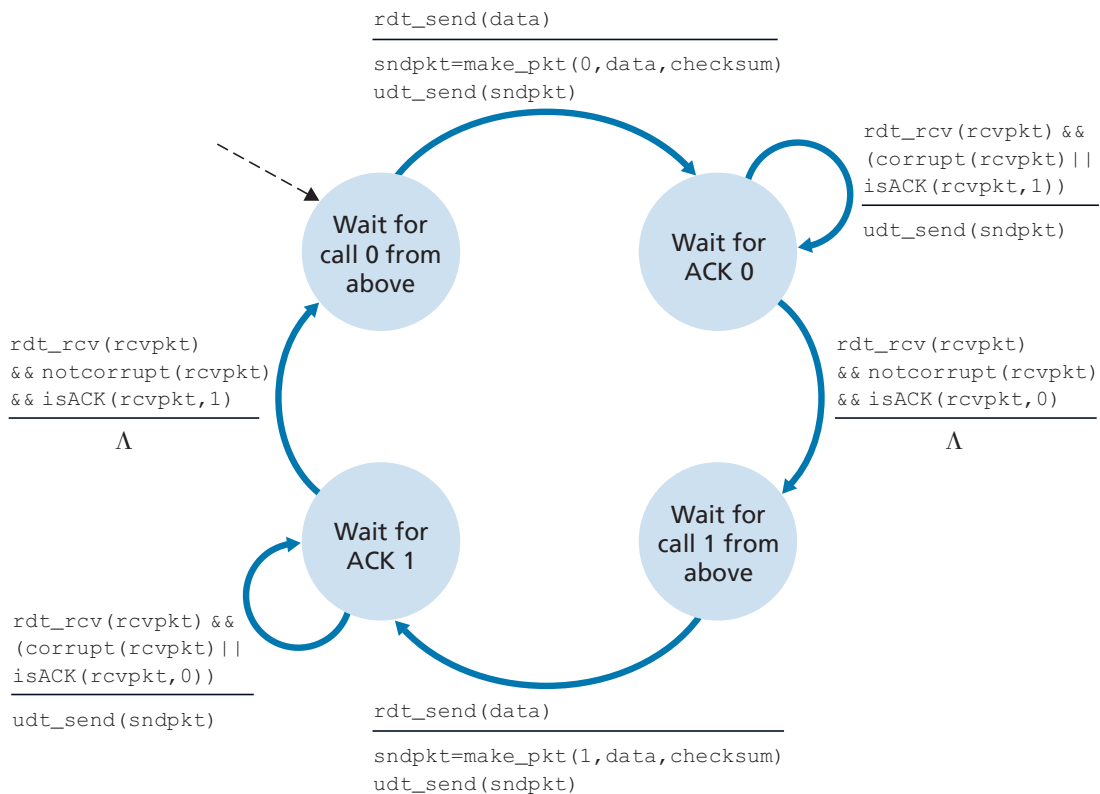 rdt_send(data)
sndpkt=make_pkt(0,data,checksum)
udt_send(sndpkt)
rdt_rcv(rcvpkt) &&
(corrupt(rcvpkt)||
isACK(rcvpkt,1))
udt_send(sndpkt)
Wait for
call 0 from
above
Wait for
ACK 0
rdt_rcv(rcvpkt)
&& notcorrupt(rcvpkt)
&& isACK(rcvpkt,1)
Λ
rdt_rcv(rcvpkt)
&& notcorrupt(rcvpkt)
&& isACK(rcvpkt,0)
Λ
Wait for
ACK 1
Wait for
call 1 from
above
rdt_rcv(rcvpkt) &&
(corrupt(rcvpkt)||
isACK(rcvpkt,0))
udt_send(sndpkt)
rdt_send(data)
sndpkt=make_pkt(1,data,checksum)
udt_send(sndpkt)